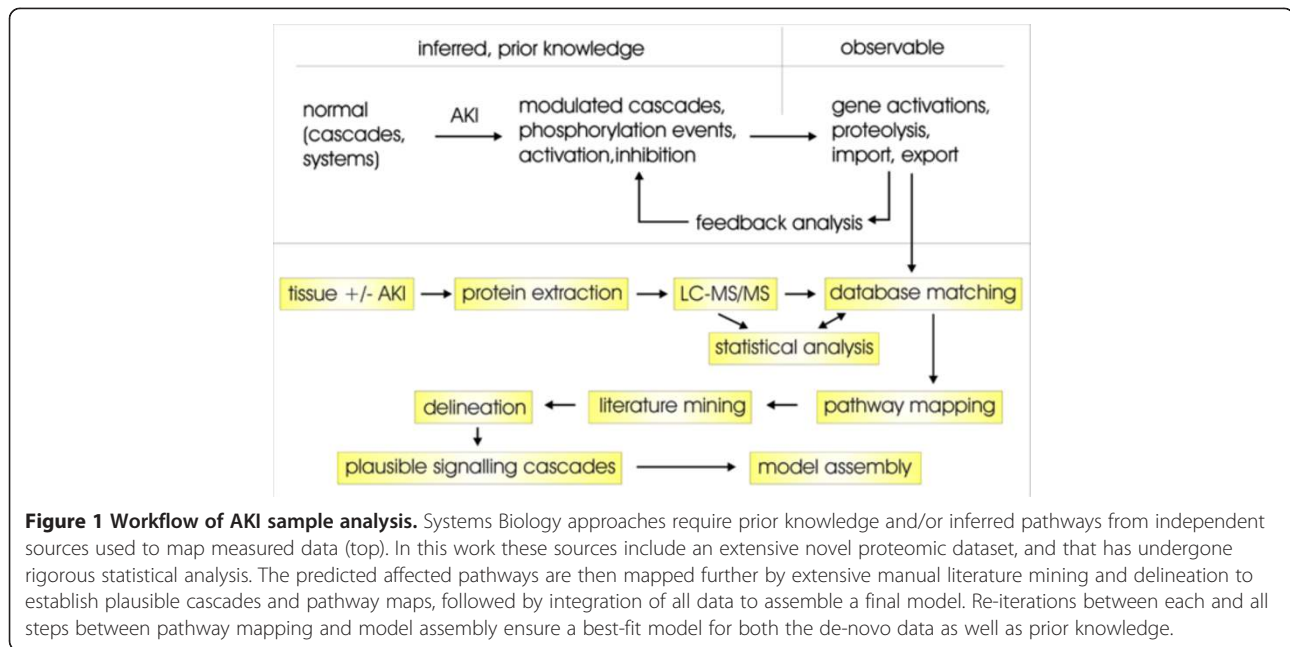 inferred, prior knowledge
observable
normal
(cascades,
systems)
AKI
modulated cascades,
phosphorylation events,
activation,inhibition
gene activations,
proteolysis,
import, export
feedback analysis
tissue +/- AKI
protein extraction
LC-MS/MS
database matching
statistical analysis
delineation
literature mining
pathway mapping
plausible signalling cascades
model assembly
Figure 1 Workflow of AKI sample analysis. Systems Biology approaches require prior knowledge and/or inferred pathways from independent
sources used to map measured data (top). In this work these sources include an extensive novel proteomic dataset, and that has undergone
rigorous statistical analysis. The predicted affected pathways are then mapped further by extensive manual literature mining and delineation to
establish plausible cascades and pathway maps, followed by integration of all data to assemble a final model. Re-iterations between each and all
steps between pathway mapping and model assembly ensure a best-fit model for both the de-novo data as well as prior knowledge.